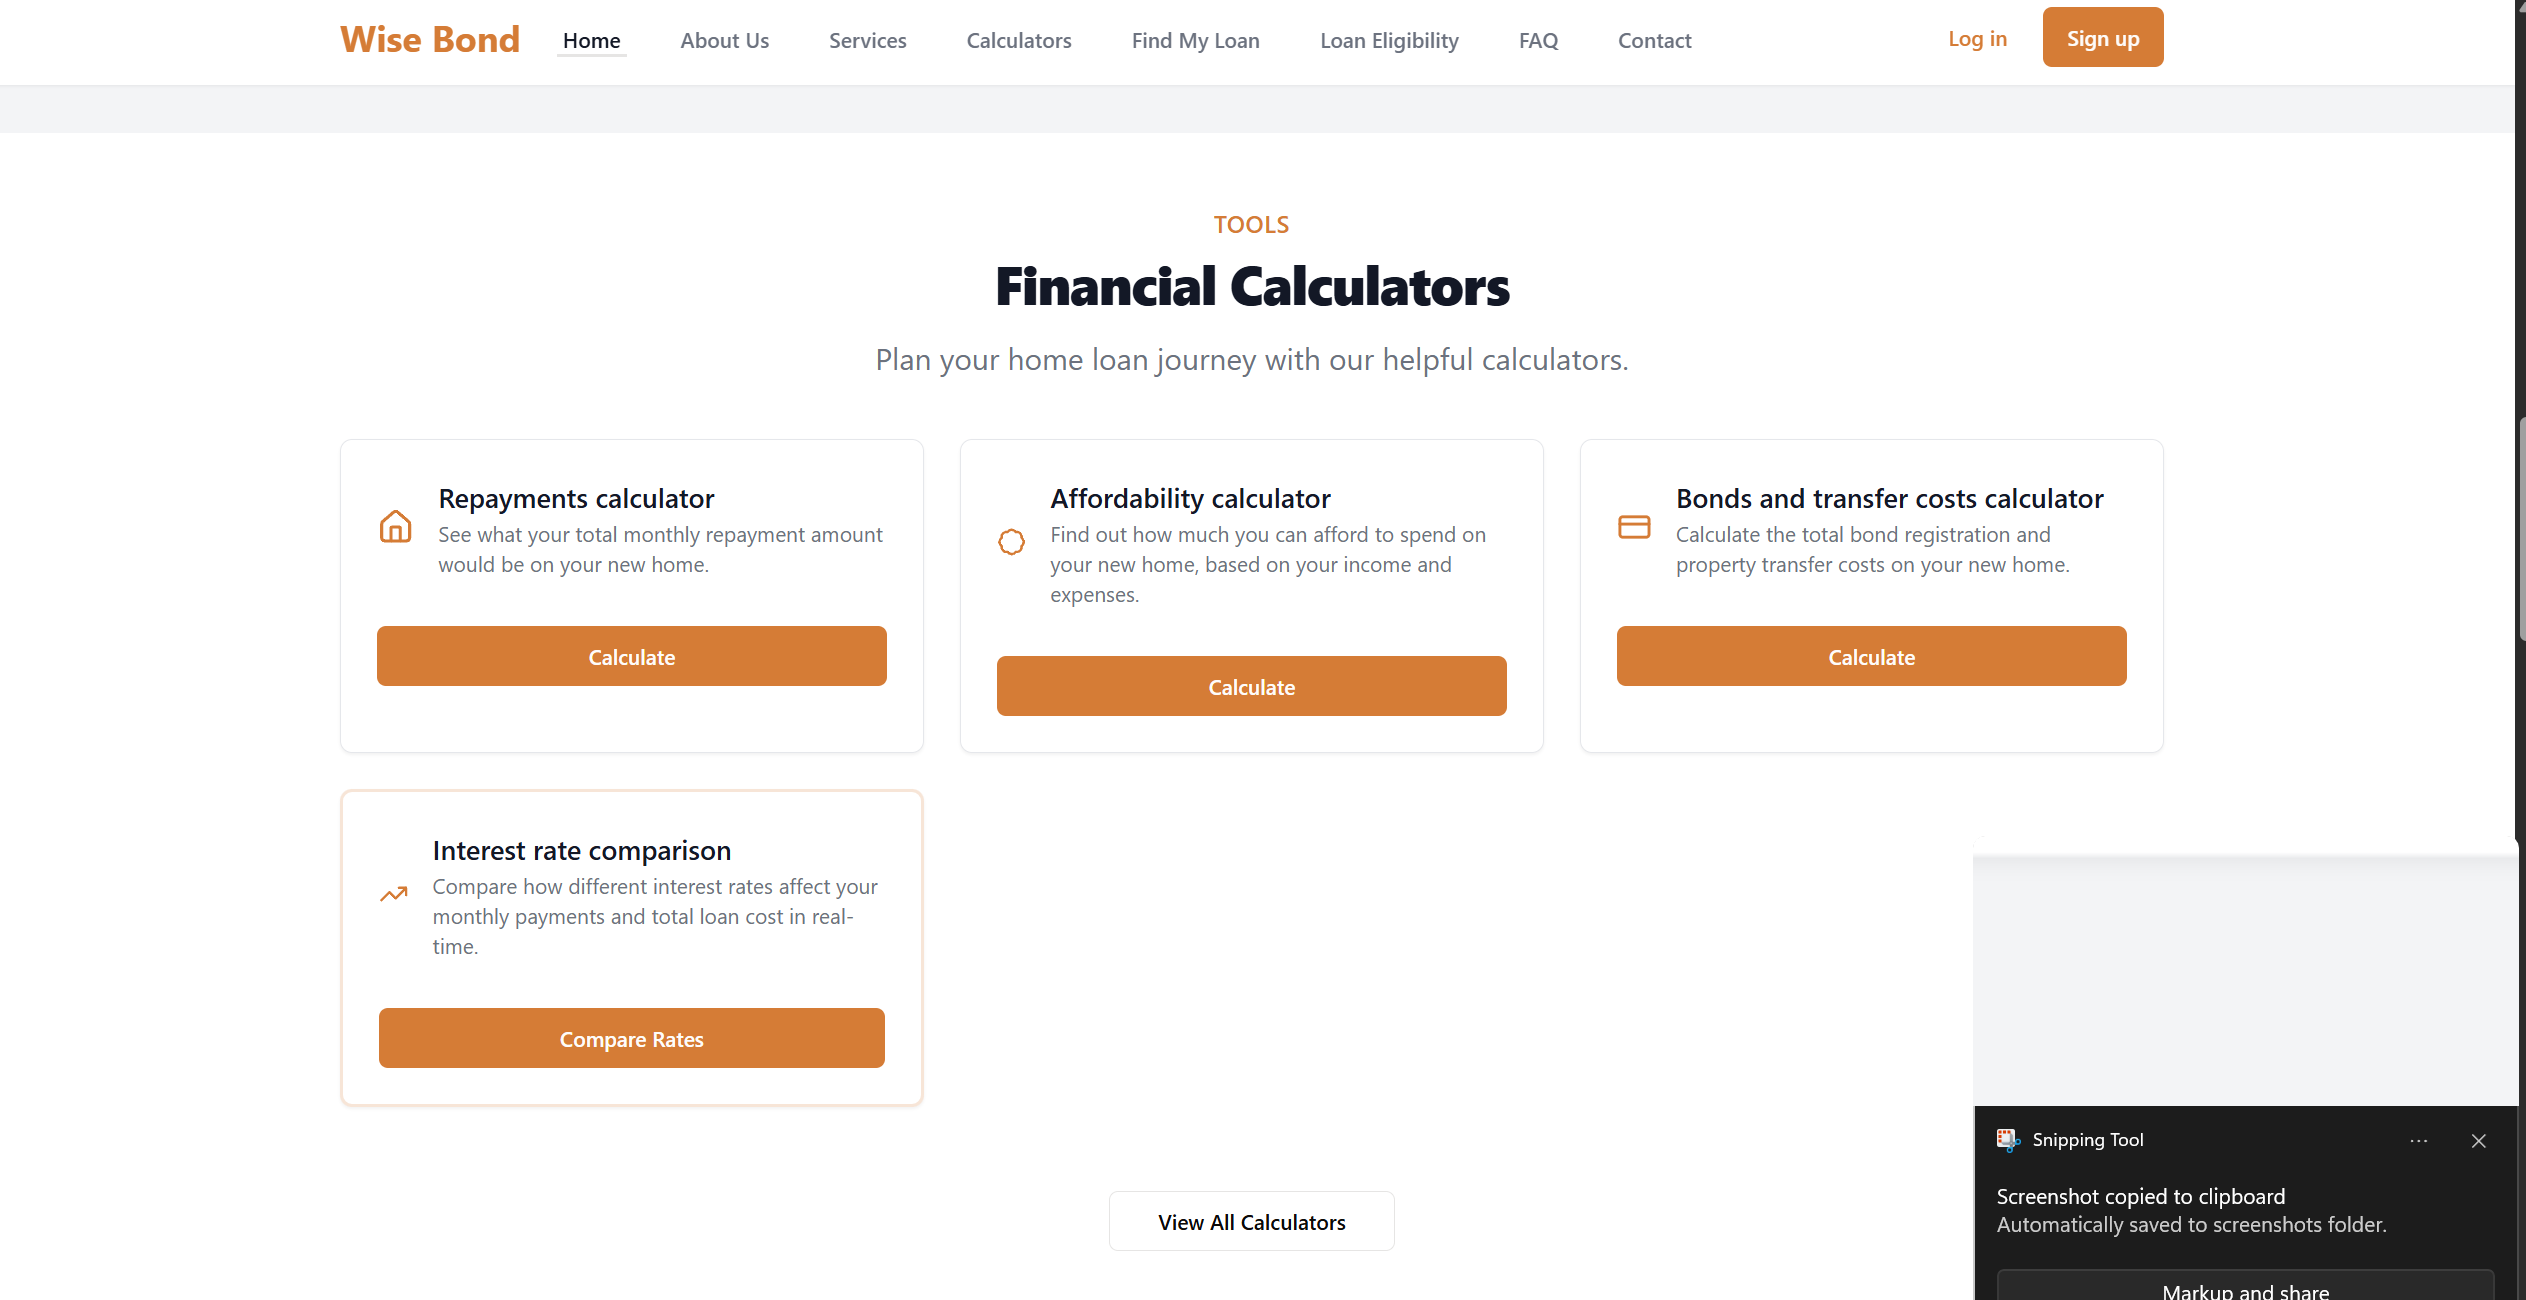 Wise Bond
Home
About Us
Services
Calculators
Find My Loan
Loan Eligibility
FAQ
Contact
Log in
Sign up
TOOLS
Financial Calculators
Plan your home loan journey with our helpful calculators.
Repayments calculator
See what your total monthly repayment amount
would be on your new home.
Calculate
Affordability calculator
Find out how much you can afford to spend on
your new home, based on your income and
expenses.
Calculate
Bonds and transfer costs calculator
Calculate the total bond registration and
property transfer costs on your new home.
Calculate
Interest rate comparison
Compare how different interest rates affect your
monthly payments and total loan cost in real-
time.
Compare Rates
View All Calculators
Snipping Tool
Screenshot copied to clipboard
Automatically saved to screenshots folder.
Markup and share